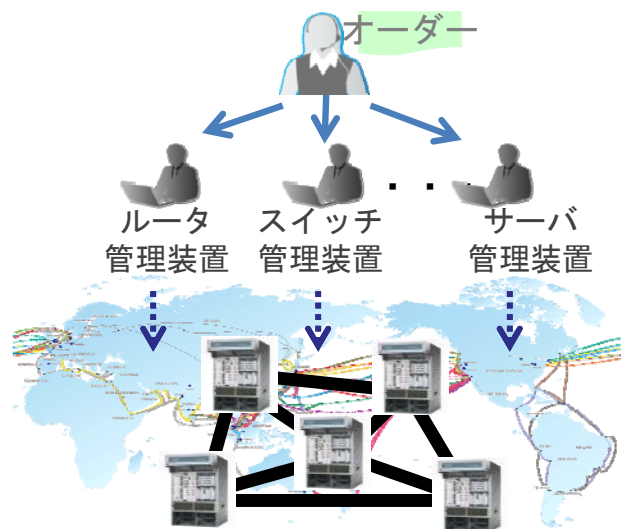 オーダー
ルータ
管理装置
スイッチ
管理装置
・・・
サーバ
管理装置